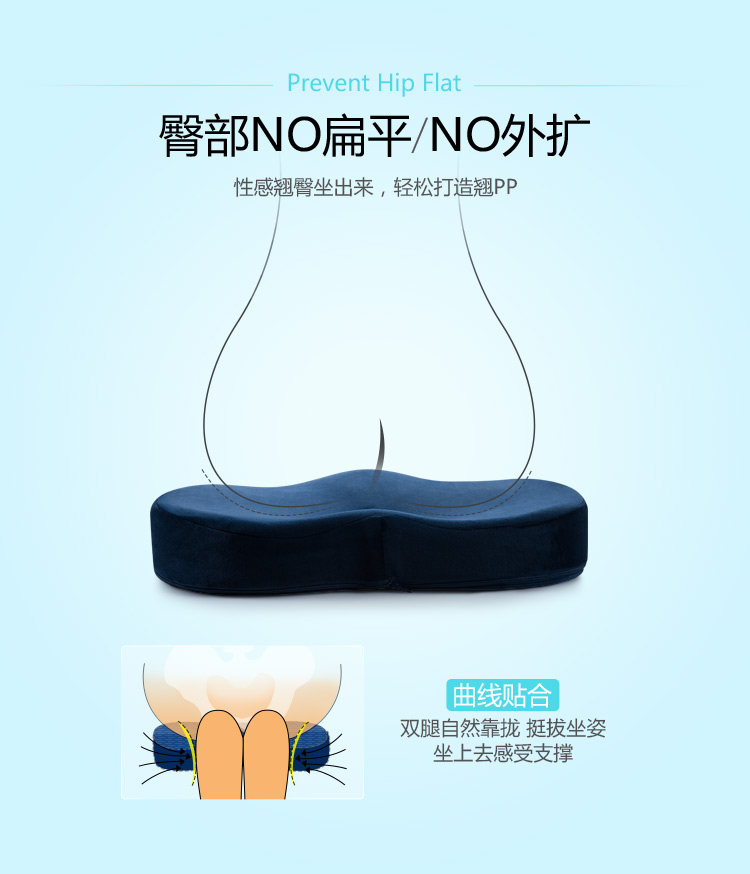 Prevent Hip Flat
臀部NO扁平/NO外扩
性感翘臀坐出来，轻松打造翘PP
曲线贴合
双腿自然靠拢 挺拔坐姿
坐上去感受支撑